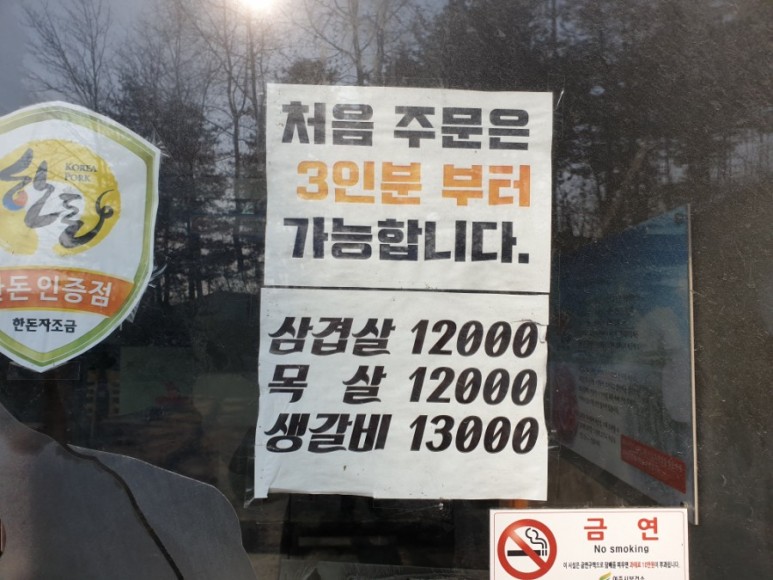 처음 주문은
3인분 부터
가능합니다.
삼겹살 12000
목 살 12000
생갈비 13000
한돈
KOREA
PORK
한돈인증점
한돈자조금
금연
No smoking